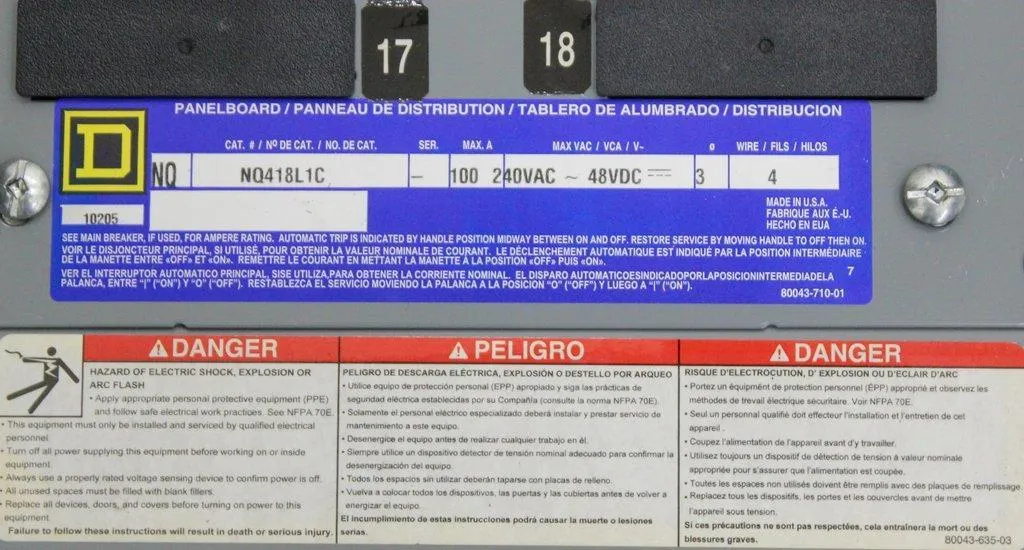 17
18
PANELBOARD / PANNEAU DE DISTRIBUTION / TABLERO DE ALUMBRADO / DISTRIBUCION
D
CAT. # / Nº DE CAT. / NO. DE CAT. SER. MAX. A MAX VAC / VCA / V~ ø WIRE / FILS / HILOS
NQ NQ418L1C – 100 240VAC ~ 48VDC ⎓ 3 4
10205
MADE IN U.S.A.
FABRIQUE AUX É.-U.
HECHO EN EUA
SEE MAIN BREAKER, IF USED, FOR AMPERE RATING. AUTOMATIC TRIP IS INDICATED BY HANDLE POSITION MIDWAY BETWEEN ON AND OFF. RESTORE SERVICE BY MOVING HANDLE TO OFF THEN ON.
VOIR LE DISJONCTEUR PRINCIPAL, SI UTILISÉ, POUR OBTENIR LA VALEUR NOMINALE DE COURANT. LE DÉCLENCHEMENT AUTOMATIQUE EST INDIQUÉ PAR LA POSITION INTERMÉDIAIRE
DE LA MANETTE ENTRE «OFF» ET «ON». REMETTRE LE COURANT EN METTANT LA MANETTE À LA POSITION «OFF» PUIS «ON».
VER EL INTERRUPTOR AUTOMATICO PRINCIPAL, SISE UTILIZA,PARA OBTENER LA CORRIENTE NOMINAL. EL DISPARO AUTOMATICOESINDICADOPORLAPOSICIONINTERMEDIADELA 7
PALANCA, ENTRE “|” (“ON”) Y “O” (“OFF”). RESTABLEZCA EL SERVICIO MOVIENDO LA PALANCA A LA POSICION “O” (“OFF”) Y LUEGO A “|” (“ON”).
80043-710-01
DANGER
HAZARD OF ELECTRIC SHOCK, EXPLOSION OR
ARC FLASH
• Apply appropriate personal protective equipment (PPE)
and follow safe electrical work practices. See NFPA 70E.
• This equipment must only be installed and serviced by qualified electrical
personnel.
• Turn off all power supplying this equipment before working on or inside
equipment.
• Always use a properly rated voltage sensing device to confirm power is off.
• All unused spaces must be filled with blank fillers.
• Replace all devices, doors, and covers before turning on power to this
equipment.
Failure to follow these instructions will result in death or serious injury.
PELIGRO
PELIGRO DE DESCARGA ELÉCTRICA, EXPLOSIÓN O DESTELLO POR ARQUEO
• Utilice equipo de protección personal (EPP) apropiado y siga las prácticas de
seguridad eléctrica establecidas por su Compañía (consulte la norma NFPA 70E.
• Solamente el personal eléctrico especializado deberá instalar y prestar servicio de
mantenimiento a este equipo.
• Desenergice el equipo antes de realizar cualquier trabajo en él.
• Siempre utilice un dispositivo detector de tensión nominal adecuado para confirmar la
desenergización del equipo.
• Todos los espacios sin utilizar deberán taparse con placas de relleno.
• Vuelva a colocar todos los dispositivos, las puertas y las cubiertas antes de volver a
energizar el equipo.
El incumplimiento de estas instrucciones podrá causar la muerte o lesiones
serias.
DANGER
RISQUE D'ELECTROÇUTION, D' EXPLOSION OU D'ECLAIR D'ARC
• Portez un équipmént de protection personnel (ÉPP) approprié et observez les
méthodes de travail électrique sécuritaire. Voir NFPA 70E.
• Seul un personnal qualifié doit effecteur l'installation et l'entretien de cet
appareil .
• Coupez l'alimentation de l'appareil avant d'y travailler.
• Utilisez toujours un dispositif de détection de tension à valeur nominale
appropriée pour s'assurer que l'alimentation est coupée.
• Toutes les espaces non utilisés doivent être remplis avec des plaques de remplissage.
• Replacez tous les dispositifs, les portes et les couvercles avant de mettre
l'appareil sous tension.
Si ces précautions ne sont pas respectées, cela entraînera la mort ou des
blessures graves.
80043-635-03